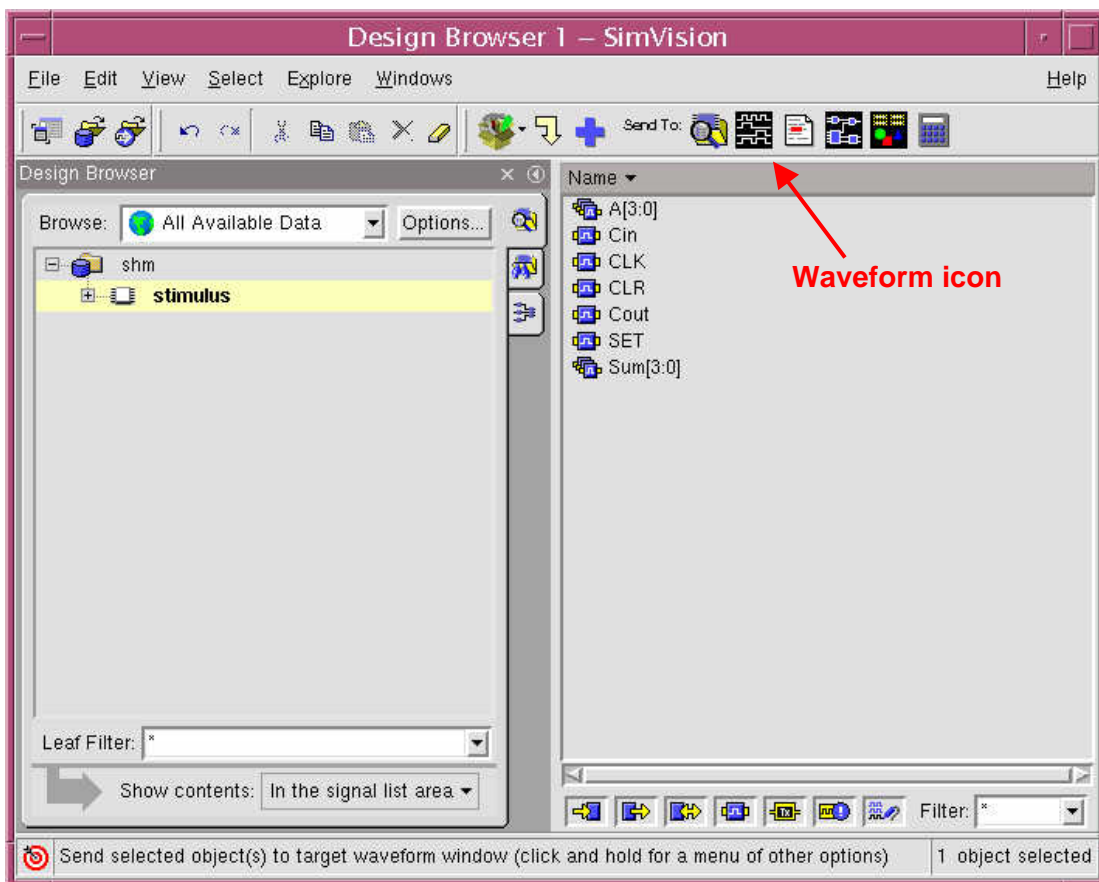 Design Browser 1 – SimVision
File Edit View Select Explore Windows Help
Send To:
Design Browser
Name
Browse: All Available Data Options...
A[3:0]
Cin
shm
CLK
stimulus
CLR
Waveform icon
Cout
SET
Sum[3:0]
Leaf Filter: *
Show contents: In the signal list area
TX
Filter: *
Send selected object(s) to target waveform window (click and hold for a menu of other options) 1 object selected